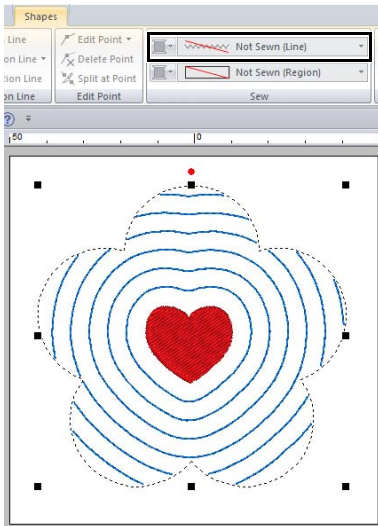 Shapes
Line
Edit Point
Not Sewn (Line)
on Line
Delete Point
tion Line
Split at Point
Not Sewn (Region)
on Line
Edit Point
Sew
?
50
0